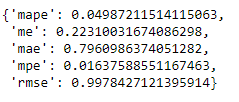 {'mape': 0.04987211514115063,
'me': 0.22310031674086298,
'mae': 0.7960986374051282,
'mpe': 0.01637588551167463,
'rmse': 0.9978427121395914}